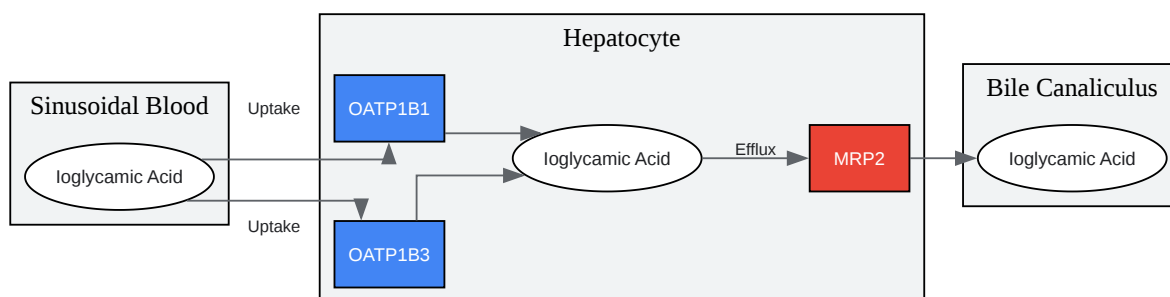 Hepatocyte
Sinusoidal Blood
Uptake
OATP1B1
Bile Canaliculus
Ioglycamic Acid
Ioglycamic Acid
Efflux
MRP2
Ioglycamic Acid
Uptake
OATP1B3